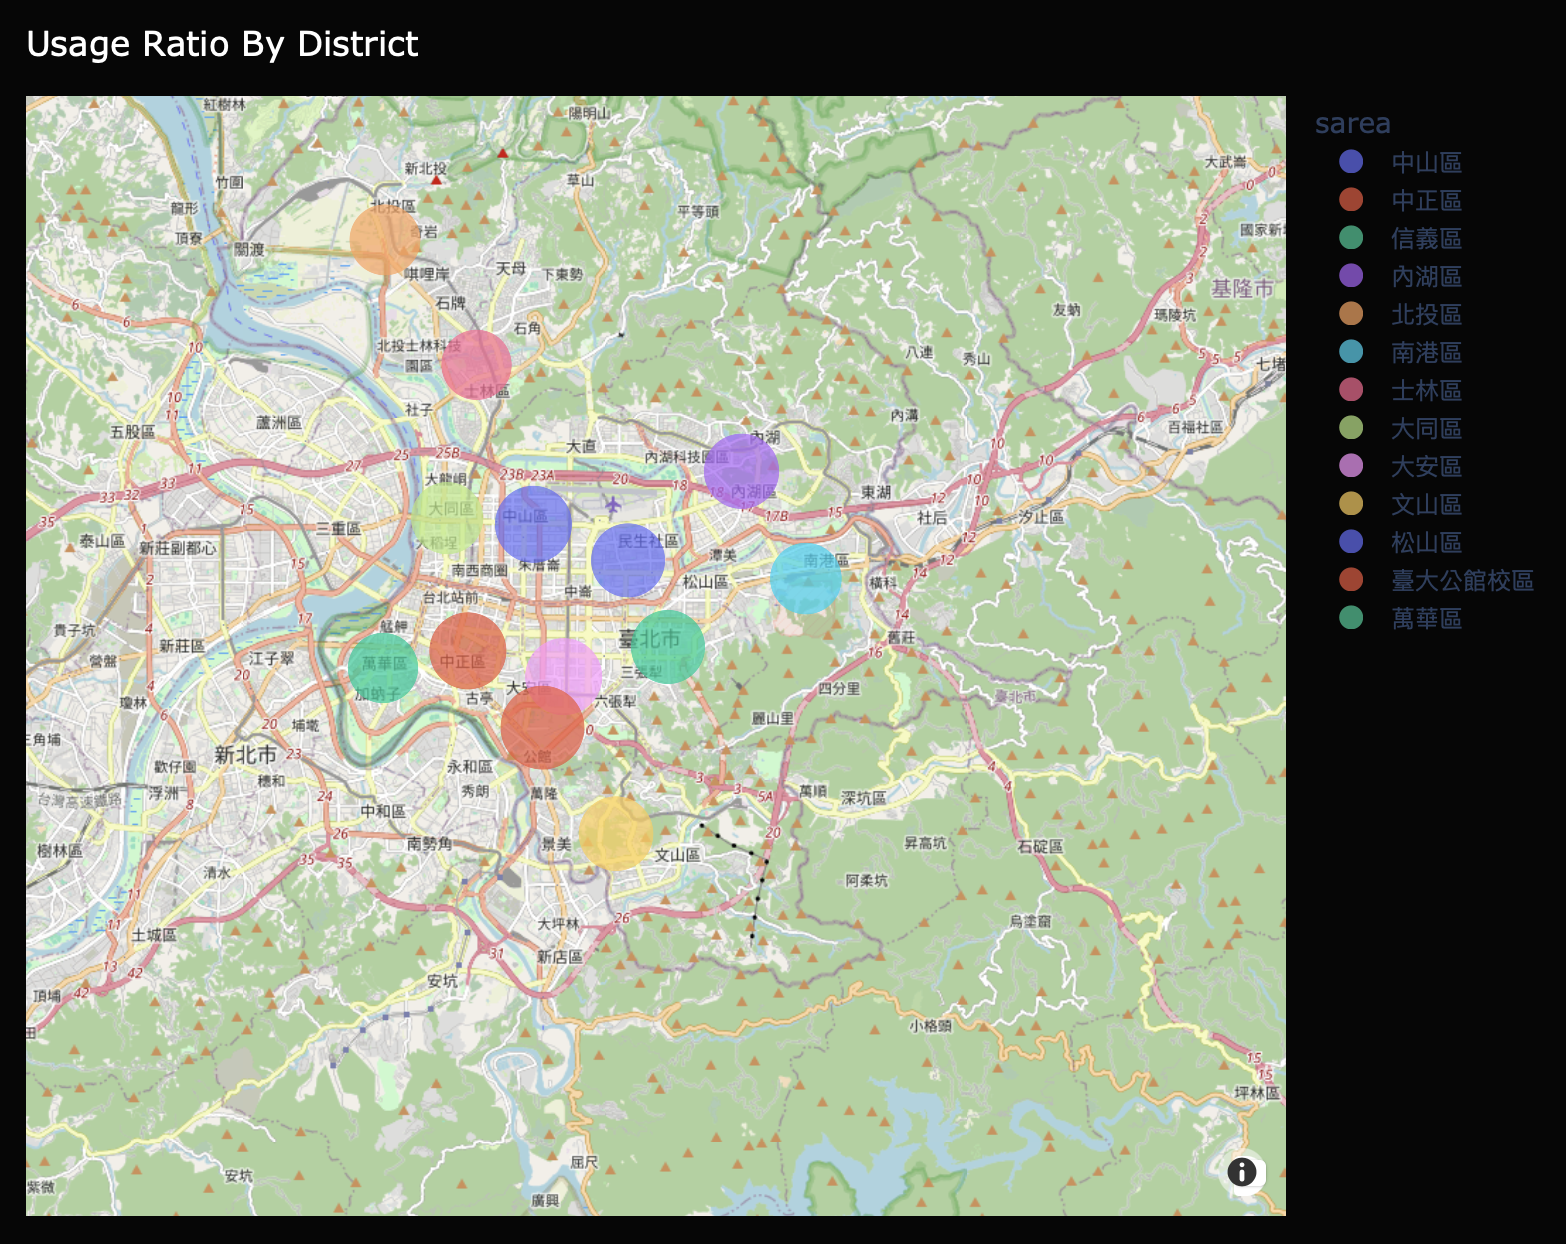 Usage Ratio By District
sarea
中山區
中正區
信義區
內湖區
北投區
南港區
士林區
大同區
大安區
文山區
松山區
臺大公館校區
萬華區
紅樹林
陽明山
新北投
大武崙
竹圍
草山
龍形
北投區
平等頭
奇岩
頂寮
關渡
國家新
唭哩岸
天母
下東勢
基隆市
石牌
友蚋
瑪陵坑
石角
北投士林科技
園區
八連
秀山
七堵
士林區
社子
內溝
蘆洲區
百福社區
五股區
大直
內湖
內湖科技園區
大龍峒
內湖區
東湖
大同區
中山區
社后
汐止區
三重區
泰山區
新莊副都心
大稻埕
民生社區
潭美
南港區
南西商圈
朱厝崙
松山區
橫科
中崙
台北站前
貴子坑
艋舺
臺北市
舊莊
新莊區
江子翠
營盤
萬華區
中正區
三張犁
大安區
四分里
加蚋子
古亭
六張犁
臺北市
瓊林
埔墘
麗山里
三角埔
新北市
公館
歡仔園
永和區
穗和
秀朗
萬隆
萬順
深坑區
台灣高速鐵路
浮洲
中和區
樹林區
南勢角
景美
文山區
昇高坑
石碇區
清水
阿柔坑
大坪林
烏塗窟
土城區
新店區
安坑
頂埔
田
小格頭
坪林區
安坑
屈尺
紫微
廣興